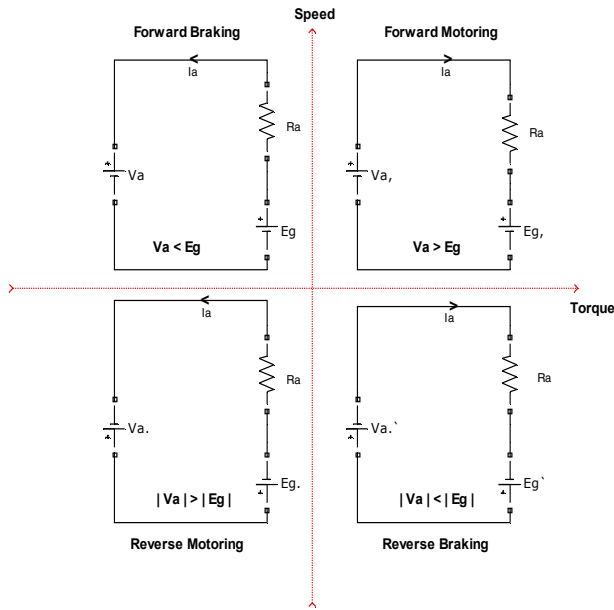 Speed
Forward Braking
Forward Motoring
Ia
Ia
Ra
Ra
+
Va
+
Va,
+
Eg
+
Eg,
Va < Eg
Va > Eg
Torque
Ia
Ia
Ra
Ra
Va.
+
Va.`
+
Eg.
+
Eg`
+
| Va | > | Eg |
| Va | < | Eg |
Reverse Motoring
Reverse Braking